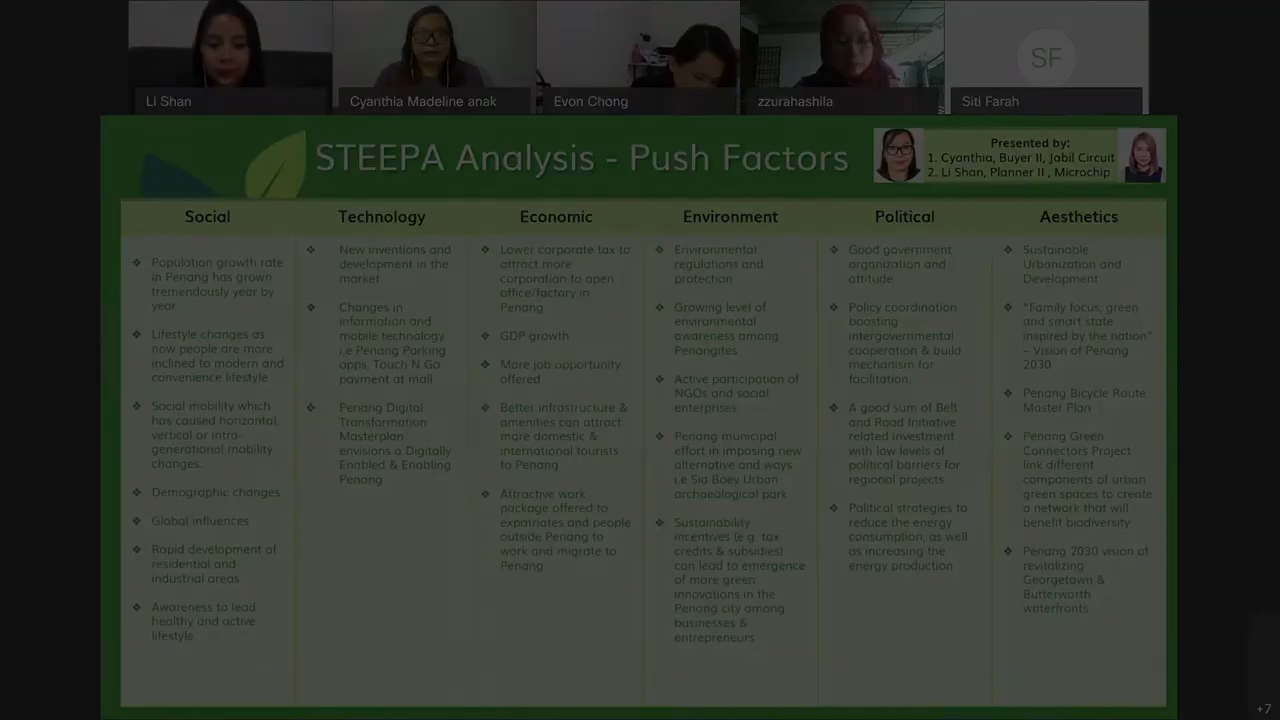 Li Shan
Cyanthia Madeline anak
Evon Chong
zzurahashila
SF
Siti Farah
STEEPA Analysis - Push Factors
Presented by:
1. Cyanthia, Buyer II, Jabil Circuit
2. Li Shan, Planner II , Microchip
Social
❖ Population growth rate
in Penang has grown
tremendously year by
year
❖ Lifestyle changes as
now people are more
inclined to modern and
convenience lifestyle
❖ Social mobility which
has caused horizontal,
vertical or intra-
generational mobility
changes.
❖ Demographic changes
❖ Global influences
❖ Rapid development of
residential and
industrial areas
❖ Awareness to lead
healthy and active
lifestyle
Technology
❖ New inventions and
development in the
market
❖ Changes in
information and
mobile technology
i.e Penang Parking
apps, Touch N Go
payment at mall
❖ Penang Digital
Transformation
Masterplan
envisions a Digitally
Enabled & Enabling
Penang
Economic
❖ Lower corporate tax to
attract more
corporation to open
office/factory in
Penang
❖ GDP growth
❖ More job opportunity
offered
❖ Better infrastructure &
amenities can attract
more domestic &
international tourists
to Penang
❖ Attractive work
package offered to
expatriates and people
outside Penang to
work and migrate to
Penang
Environment
❖ Environmental
regulations and
protection
❖ Growing level of
environmental
awareness among
Penangites
❖ Active participation of
NGOs and social
enterprises
❖ Penang municipal
effort in imposing new
alternative and ways
i.e Sia Boey Urban
archaeological park
❖ Sustainability
incentives (e.g. tax
credits & subsidies)
can lead to emergence
of more green
innovations in the
Penang city among
businesses &
entrepreneurs
Political
❖ Good government
organization and
attitude
❖ Policy coordination
boosting
intergovernmental
cooperation & build
mechanism for
facilitation.
❖ A good sum of Belt
and Road Initiative
related investment
with low levels of
political barriers for
regional projects
❖ Political strategies to
reduce the energy
consumption, as well
as increasing the
energy production
Aesthetics
❖ Sustainable
Urbanization and
Development
❖ "Family focus, green
and smart state
inspired by the nation"
– Vision of Penang
2030
❖ Penang Bicycle Route
Master Plan
❖ Penang Green
Connectors Project
link different
components of urban
green spaces to create
a network that will
benefit biodiversity
❖ Penang 2030 vision of
revitalizing
Georgetown &
Butterworth
waterfronts
+7